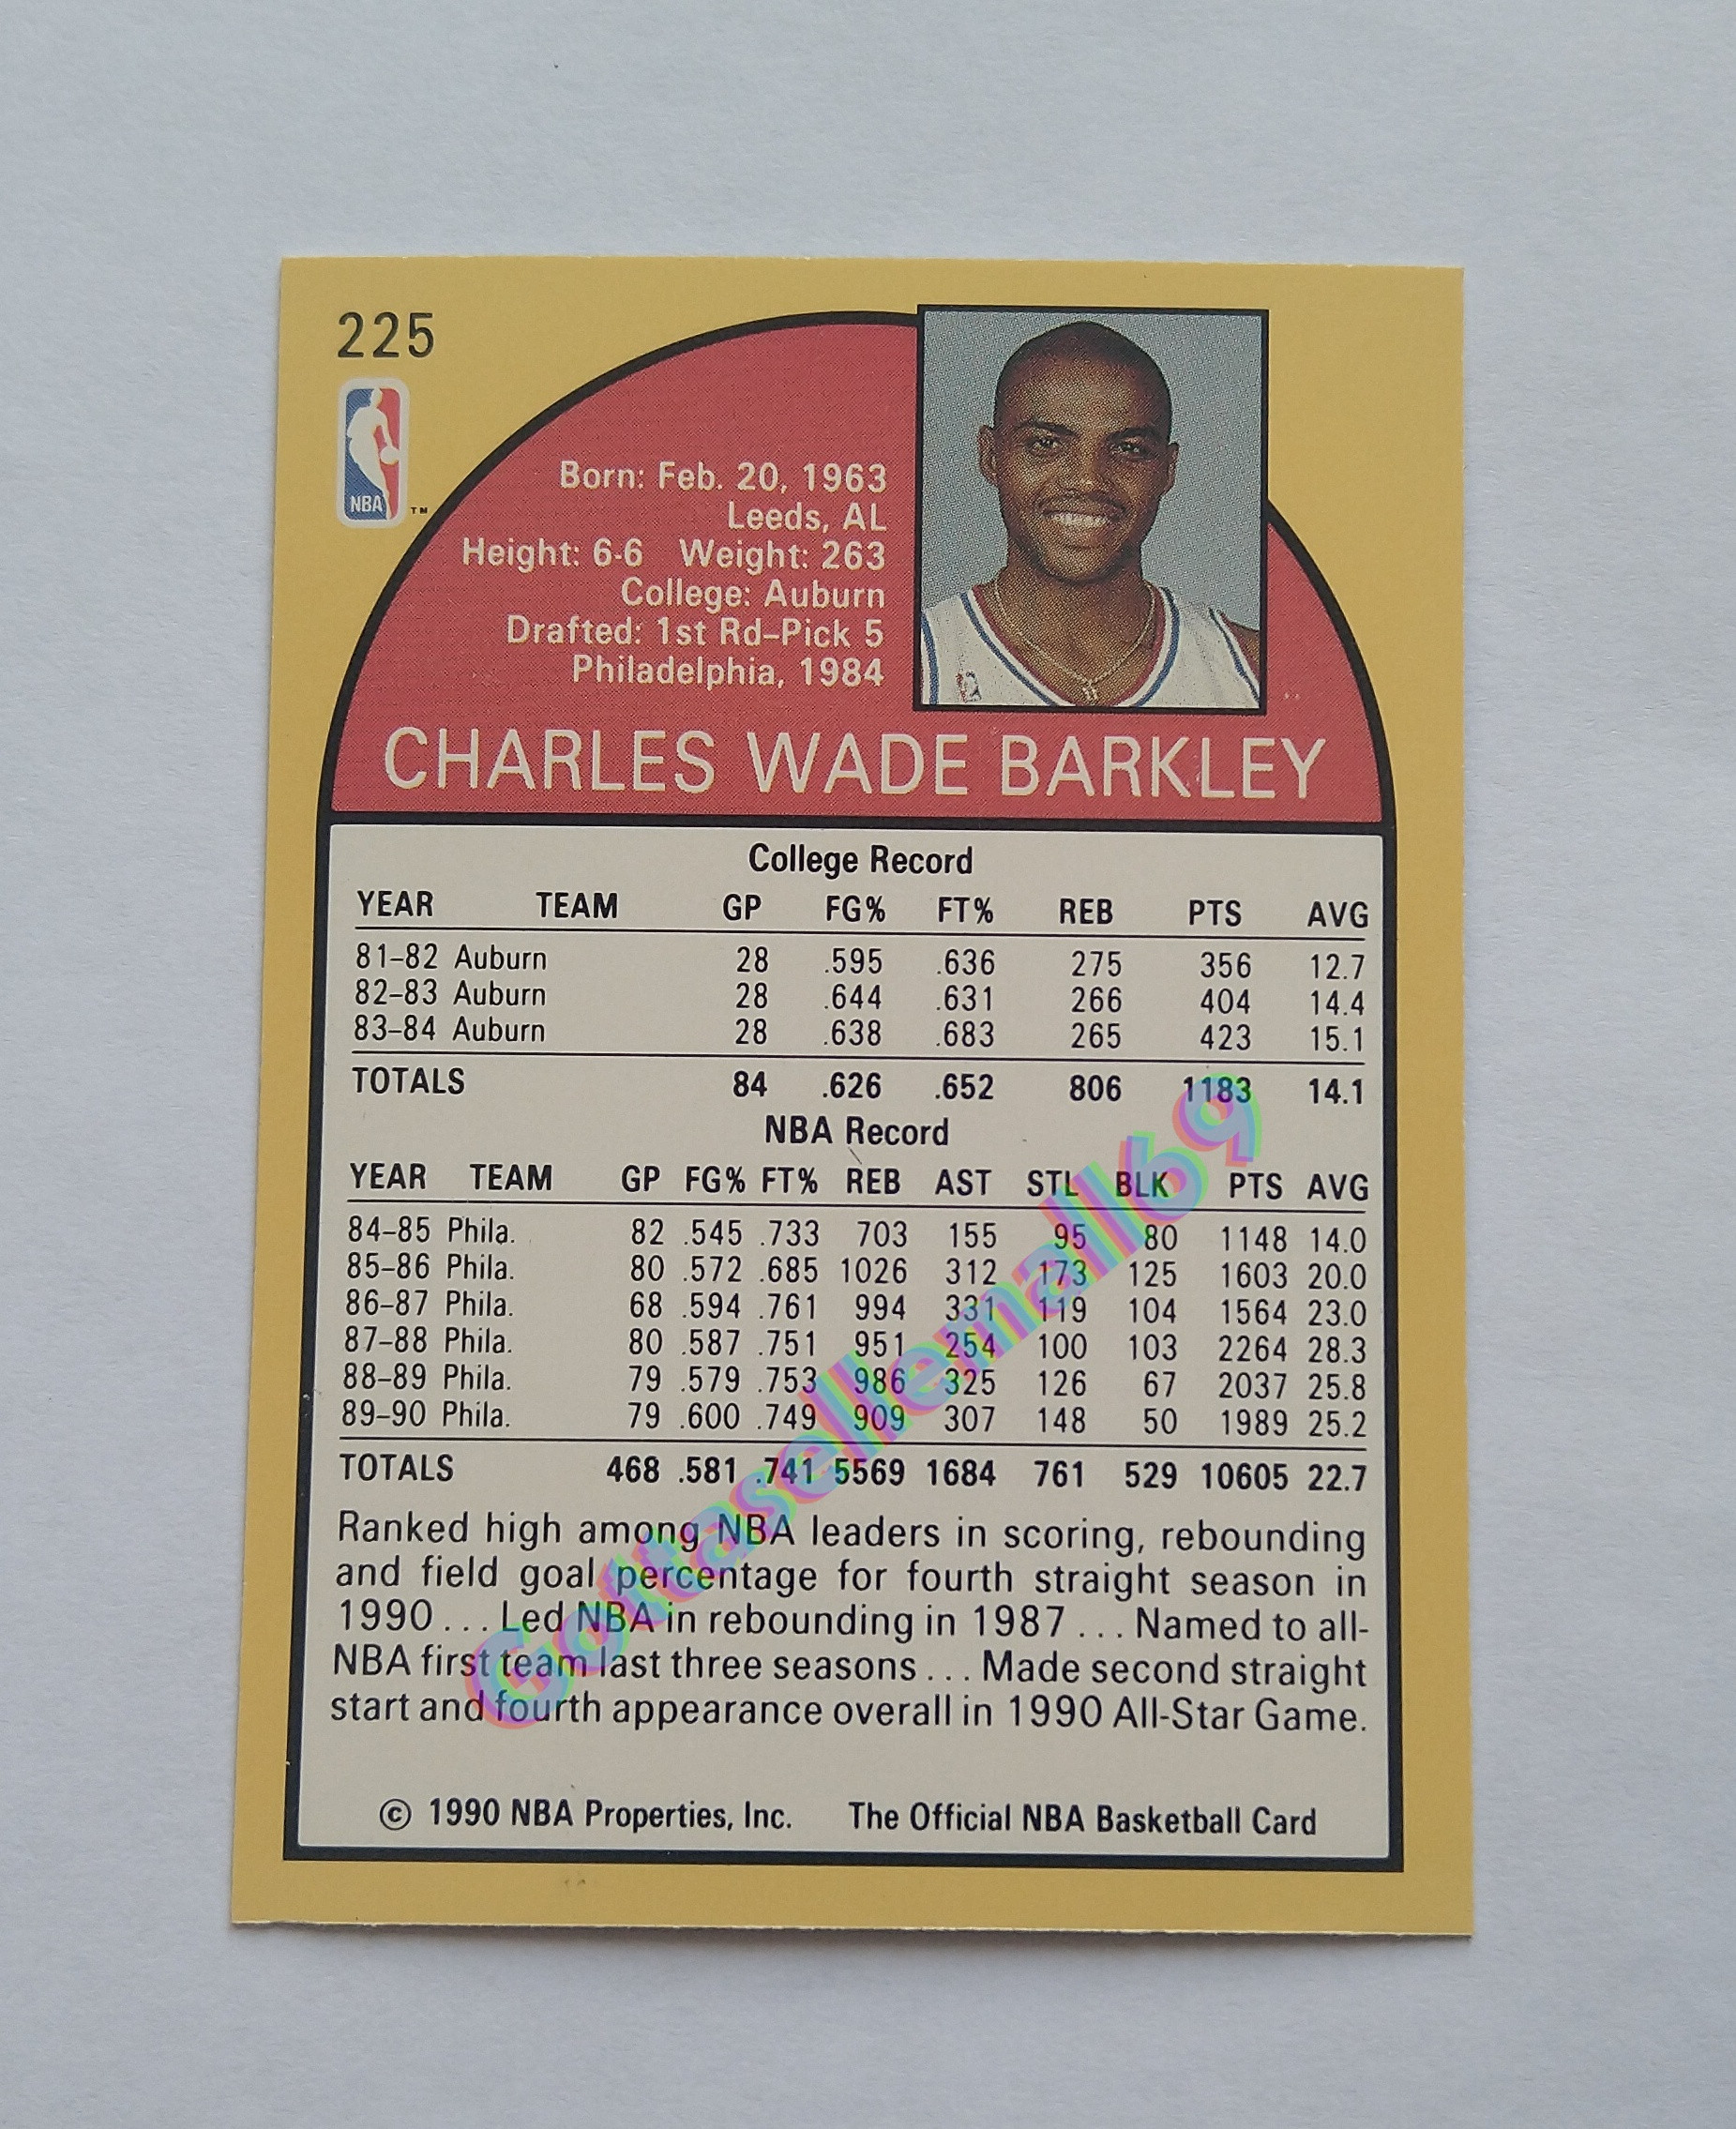 225
NBA
™
Born: Feb. 20, 1963
Leeds, AL
Height: 6-6 Weight: 263
College: Auburn
Drafted: 1st Rd–Pick 5
Philadelphia, 1984
CHARLES WADE BARKLEY
College Record
YEAR TEAM GP FG% FT% REB PTS AVG
81–82 Auburn 28 .595 .636 275 356 12.7
82–83 Auburn 28 .644 .631 266 404 14.4
83–84 Auburn 28 .638 .683 265 423 15.1
TOTALS 84 .626 .652 806 1183 14.1
NBA Record
YEAR TEAM GP FG% FT% REB AST STL BLK PTS AVG
84–85 Phila. 82 .545 .733 703 155 95 80 1148 14.0
85–86 Phila. 80 .572 .685 1026 312 173 125 1603 20.0
86–87 Phila. 68 .594 .761 994 331 119 104 1564 23.0
87–88 Phila. 80 .587 .751 951 254 100 103 2264 28.3
88–89 Phila. 79 .579 .753 986 325 126 67 2037 25.8
89–90 Phila. 79 .600 .749 909 307 148 50 1989 25.2
TOTALS 468 .581 .741 5569 1684 761 529 10605 22.7
Ranked high among NBA leaders in scoring, rebounding
and field goal percentage for fourth straight season in
1990 . . . Led NBA in rebounding in 1987 . . . Named to all-
NBA first team last three seasons . . . Made second straight
start and fourth appearance overall in 1990 All-Star Game.
© 1990 NBA Properties, Inc. The Official NBA Basketball Card
Gottasellemall69